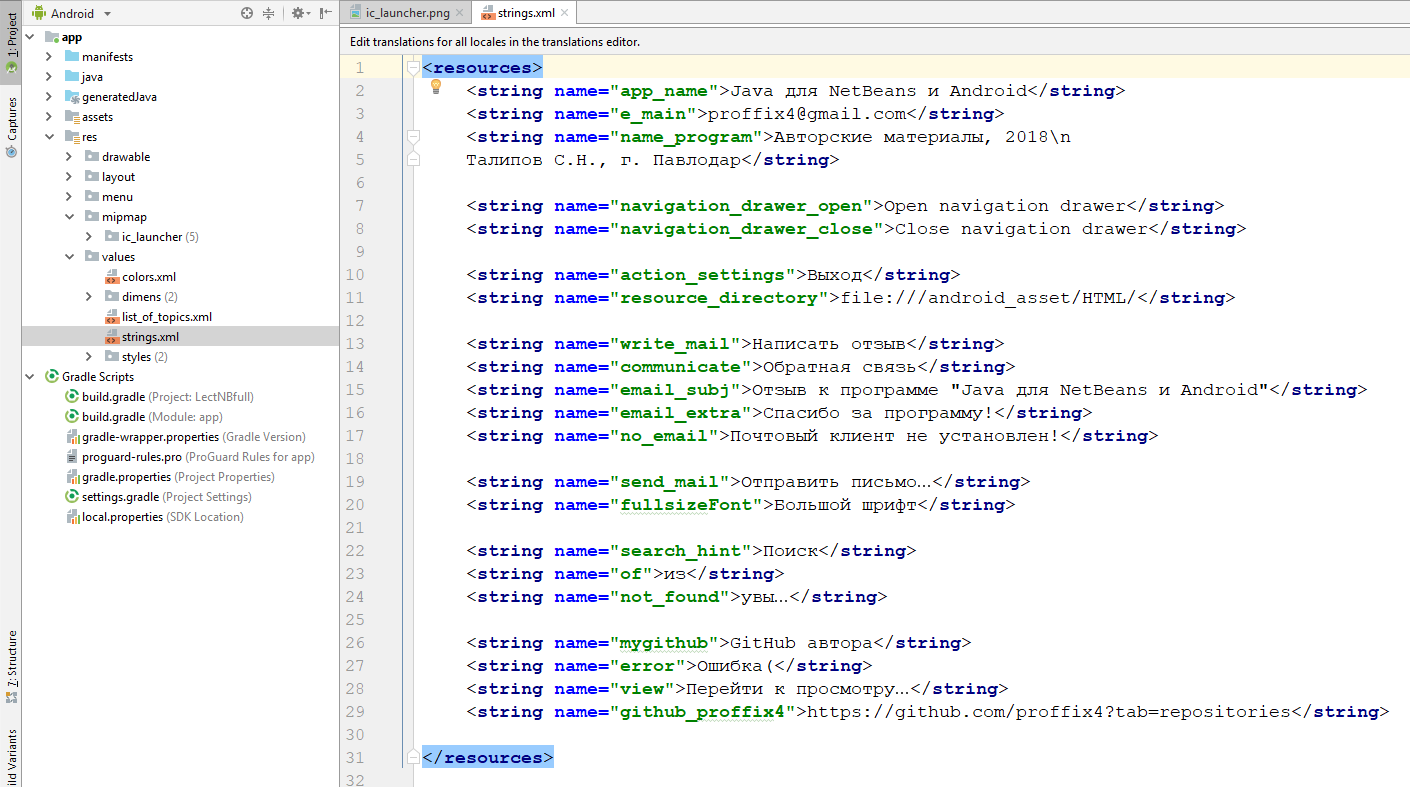 Android
ic_launcher.png
strings.xml
1: Project
Captures
7: Structure
ild Variants
app
manifests
java
generatedJava
assets
res
drawable
layout
menu
mipmap
ic_launcher (5)
values
colors.xml
dimens (2)
list_of_topics.xml
strings.xml
styles (2)
Gradle Scripts
build.gradle (Project: LectNBfull)
build.gradle (Module: app)
gradle-wrapper.properties (Gradle Version)
proguard-rules.pro (ProGuard Rules for app)
gradle.properties (Project Properties)
settings.gradle (Project Settings)
local.properties (SDK Location)
Edit translations for all locales in the translations editor.
1 <resources>
2 <string name="app_name">Java для NetBeans и Android</string>
3 <string name="e_main">proffix4@gmail.com</string>
4 <string name="name_program">Авторские материалы, 2018\n
5 Талипов С.Н., г. Павлодар</string>
6
7 <string name="navigation_drawer_open">Open navigation drawer</string>
8 <string name="navigation_drawer_close">Close navigation drawer</string>
9
10 <string name="action_settings">Выход</string>
11 <string name="resource_directory">file:///android_asset/HTML/</string>
12
13 <string name="write_mail">Написать отзыв</string>
14 <string name="communicate">Обратная связь</string>
15 <string name="email_subj">Отзыв к программе "Java для NetBeans и Android"</string>
16 <string name="email_extra">Спасибо за программу!</string>
17 <string name="no_email">Почтовый клиент не установлен!</string>
18
19 <string name="send_mail">Отправить письмо…</string>
20 <string name="fullsizeFont">Большой шрифт</string>
21
22 <string name="search_hint">Поиск</string>
23 <string name="of">из</string>
24 <string name="not_found">увы…</string>
25
26 <string name="mygithub">GitHub автора</string>
27 <string name="error">Ошибка(</string>
28 <string name="view">Перейти к просмотру…</string>
29 <string name="github_proffix4">https://github.com/proffix4?tab=repositories</string>
30
31 </resources>
32